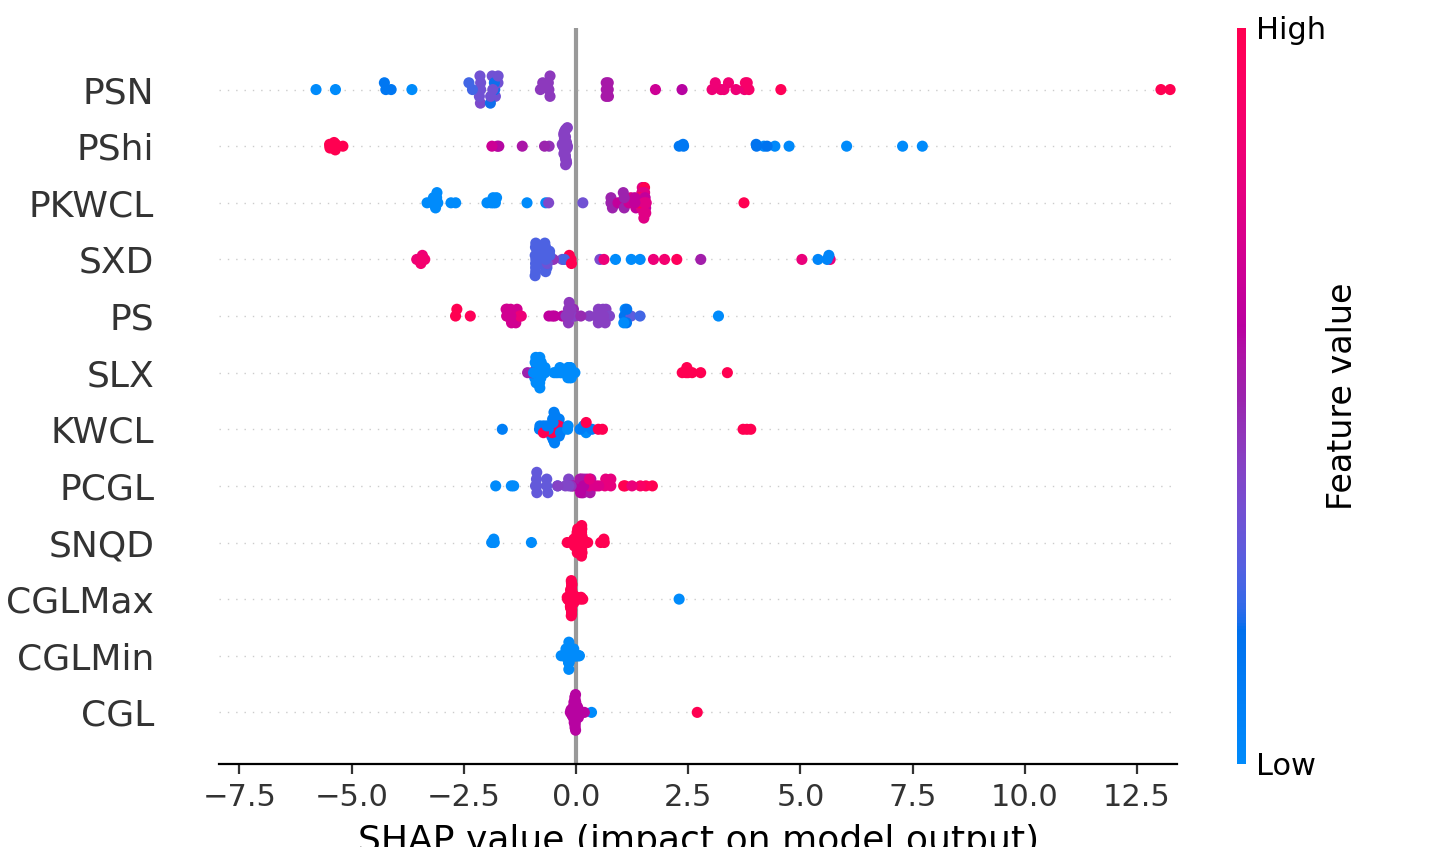 High
PSN
PShi
PKWCL
SXD
PS
SLX
KWCL
PCGL
SNQD
CGLMax
CGLMin
CGL
Feature value
Low
−7.5 −5.0 −2.5 0.0 2.5 5.0 7.5 10.0 12.5
SHAP value (impact on model output)